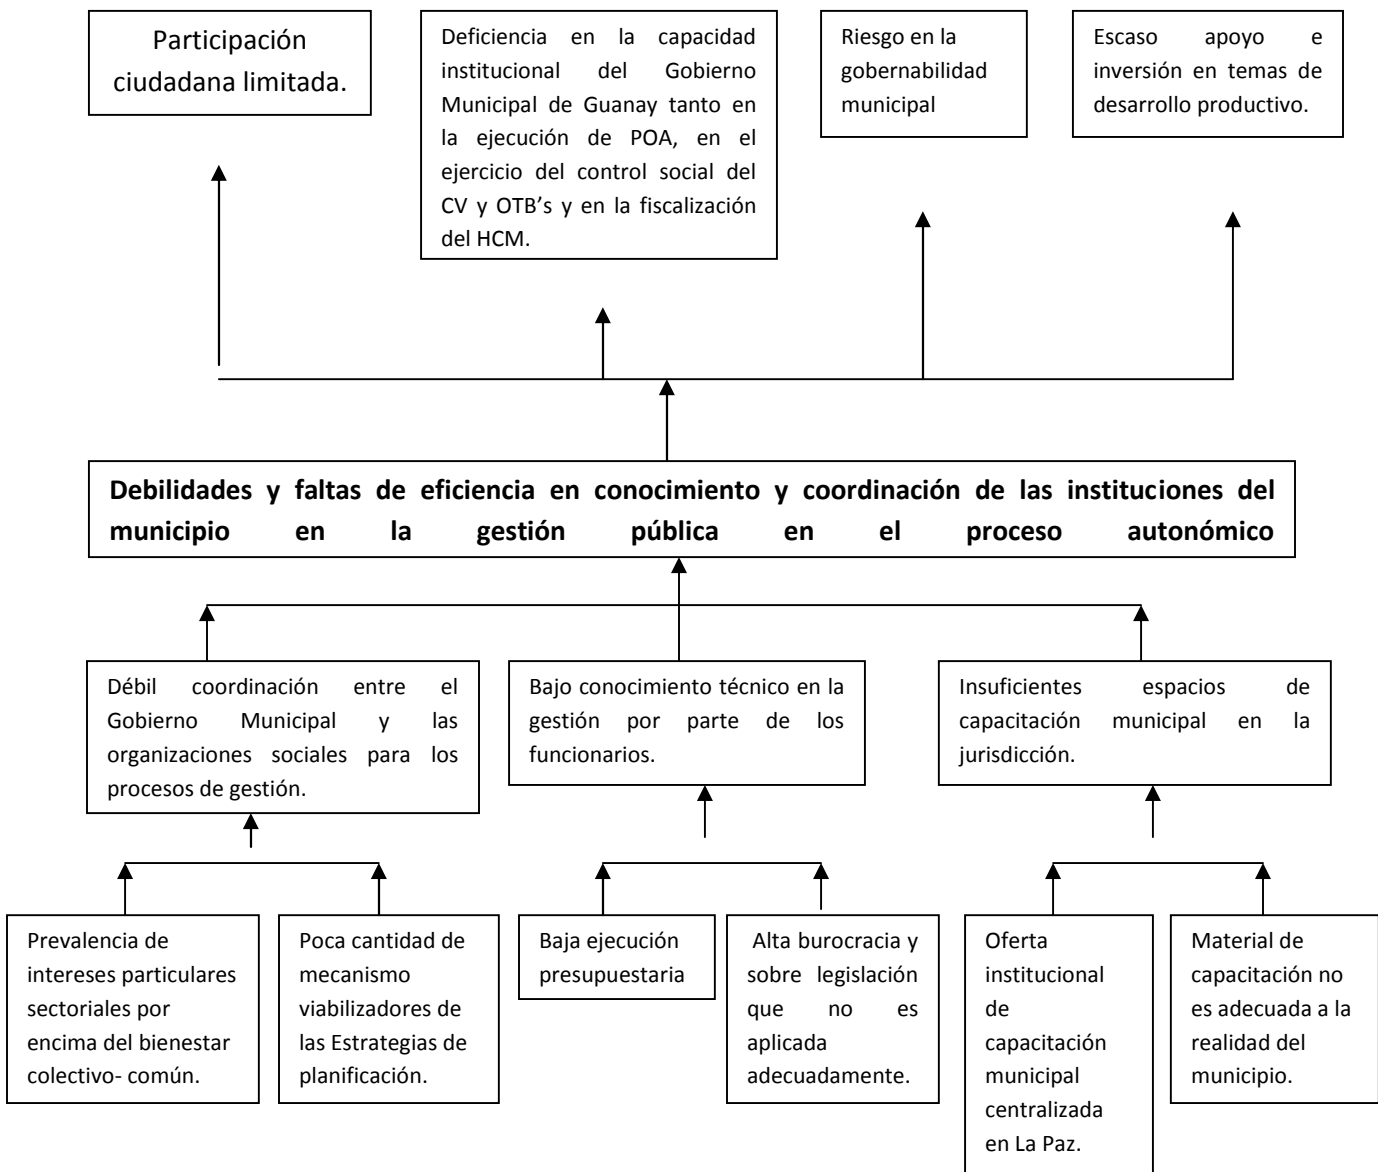 Participación
ciudadana limitada.
Deficiencia en la capacidad
institucional del Gobierno
Municipal de Guanay tanto en
la ejecución de POA, en el
ejercicio del control social del
CV y OTB’s y en la fiscalización
del HCM.
Riesgo en la
gobernabilidad
municipal
Escaso apoyo e
inversión en temas de
desarrollo productivo.
Debilidades y faltas de eficiencia en conocimiento y coordinación de las instituciones del
municipio en la gestión pública en el proceso autonómico
Débil coordinación entre el
Gobierno Municipal y las
organizaciones sociales para los
procesos de gestión.
Bajo conocimiento técnico en la
gestión por parte de los
funcionarios.
Insuficientes espacios de
capacitación municipal en la
jurisdicción.
Prevalencia de
intereses particulares
sectoriales por
encima del bienestar
colectivo- común.
Poca cantidad de
mecanismo
viabilizadores de
las Estrategias de
planificación.
Baja ejecución
presupuestaria
Alta burocracia y
sobre legislación
que no es
aplicada
adecuadamente.
Oferta
institucional
de
capacitación
municipal
centralizada
en La Paz.
Material de
capacitación no
es adecuada a la
realidad del
municipio.